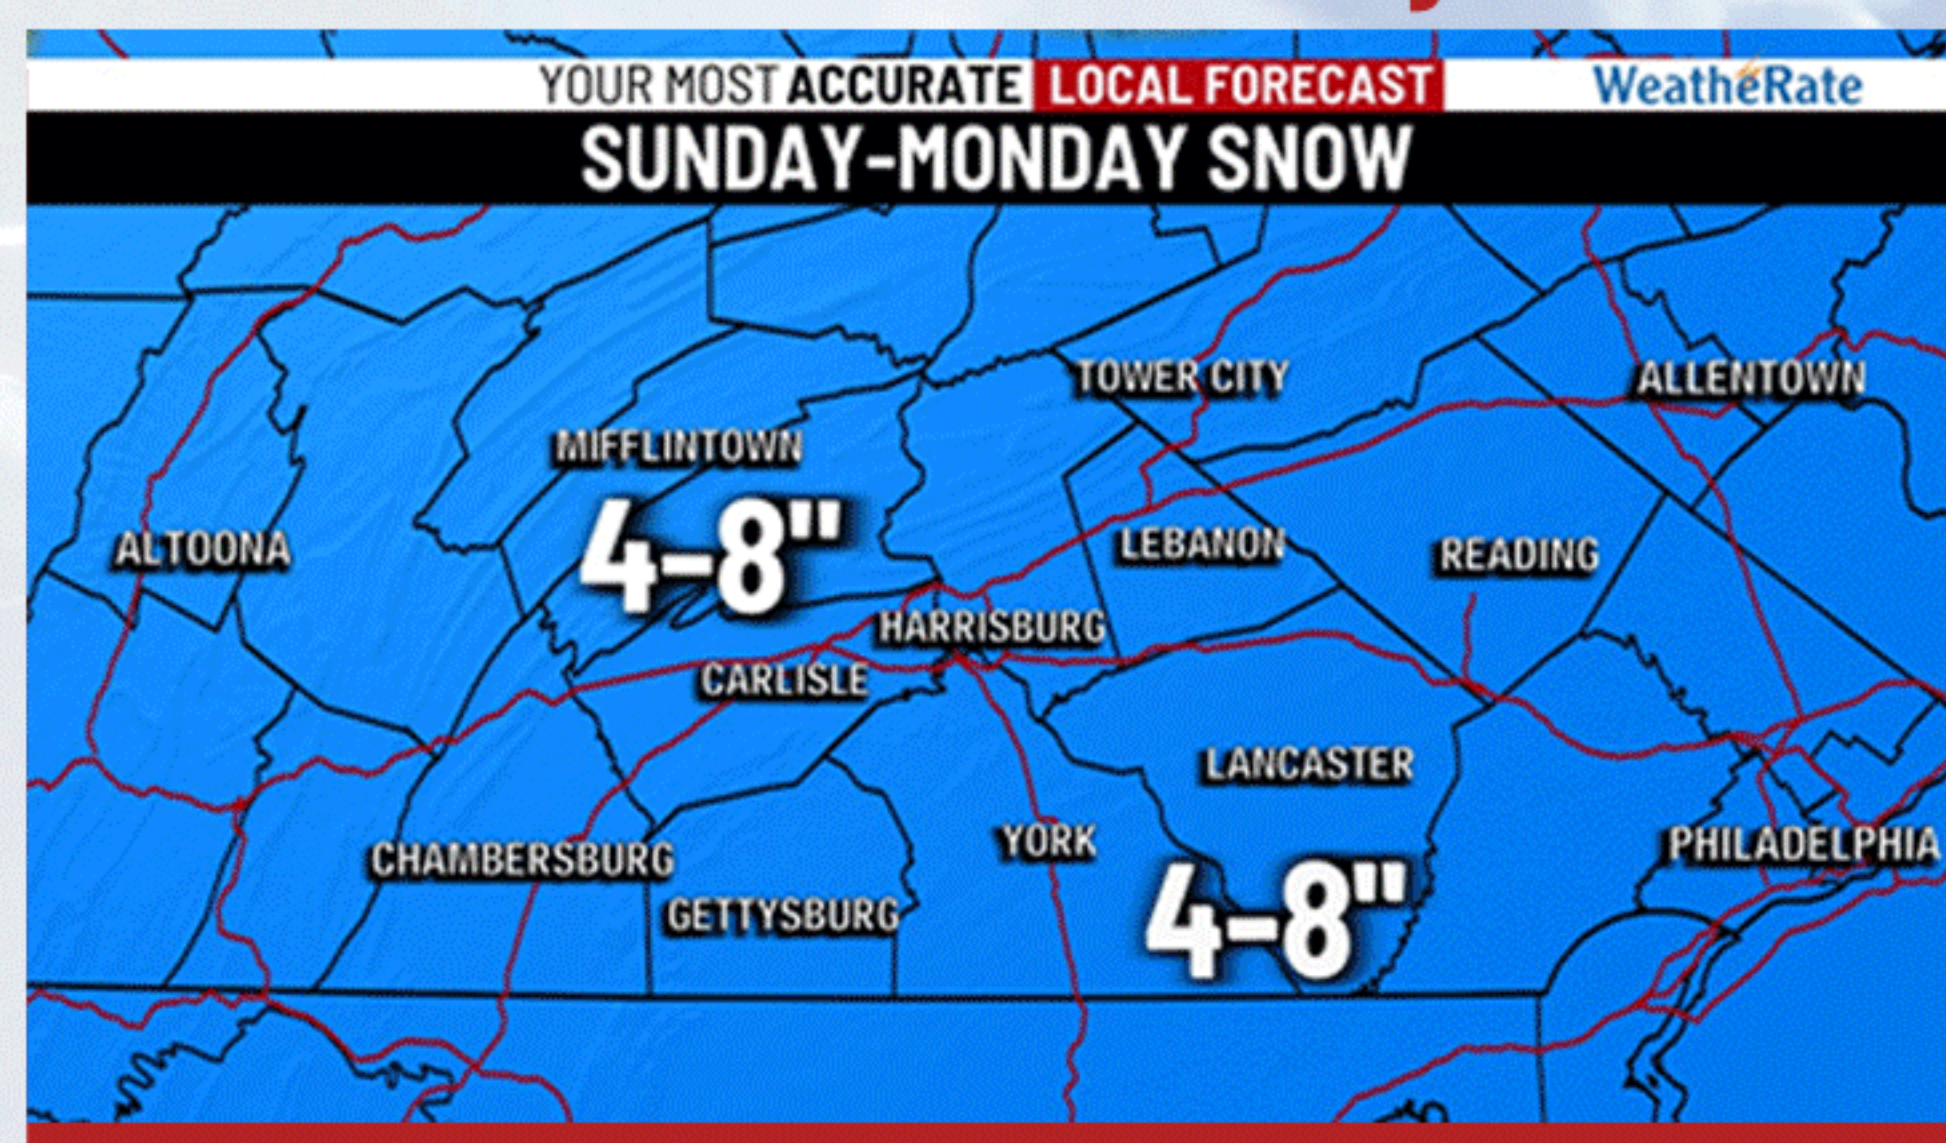 YOUR MOST ACCURATE LOCAL FORECAST
WeatheRate
SUNDAY-MONDAY SNOW
TOWER CITY
ALLENTOWN
MIFFLINTOWN
4-8"
ALTOONA
LEBANON
READING
HARRISBURG
CARLISLE
LANCASTER
YORK
PHILADELPHIA
CHAMBERSBURG
GETTYSBURG
4-8"